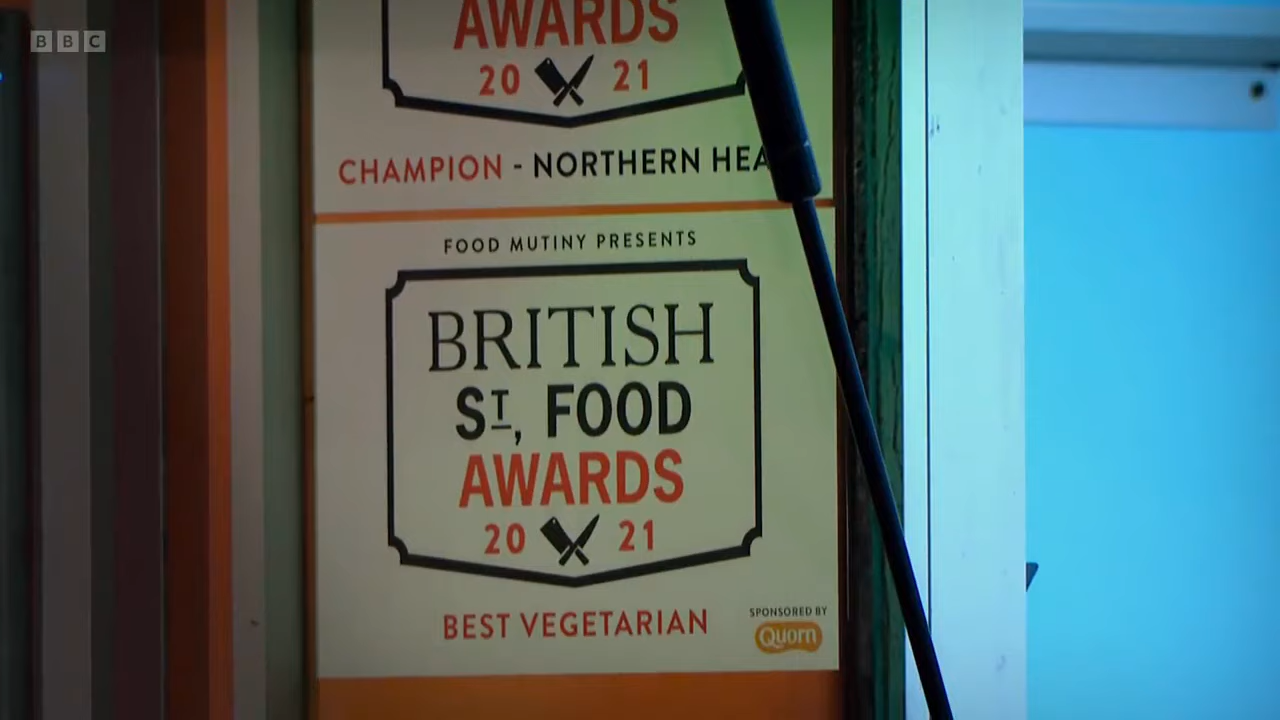 BBC
AWARDS
20 21
CHAMPION - NORTHERN
FOOD MUTINY PRESENTS
BRITISH
ST, FOOD
AWARDS
20 21
BEST VEGETARIAN
SPONSORED BY
Quorn